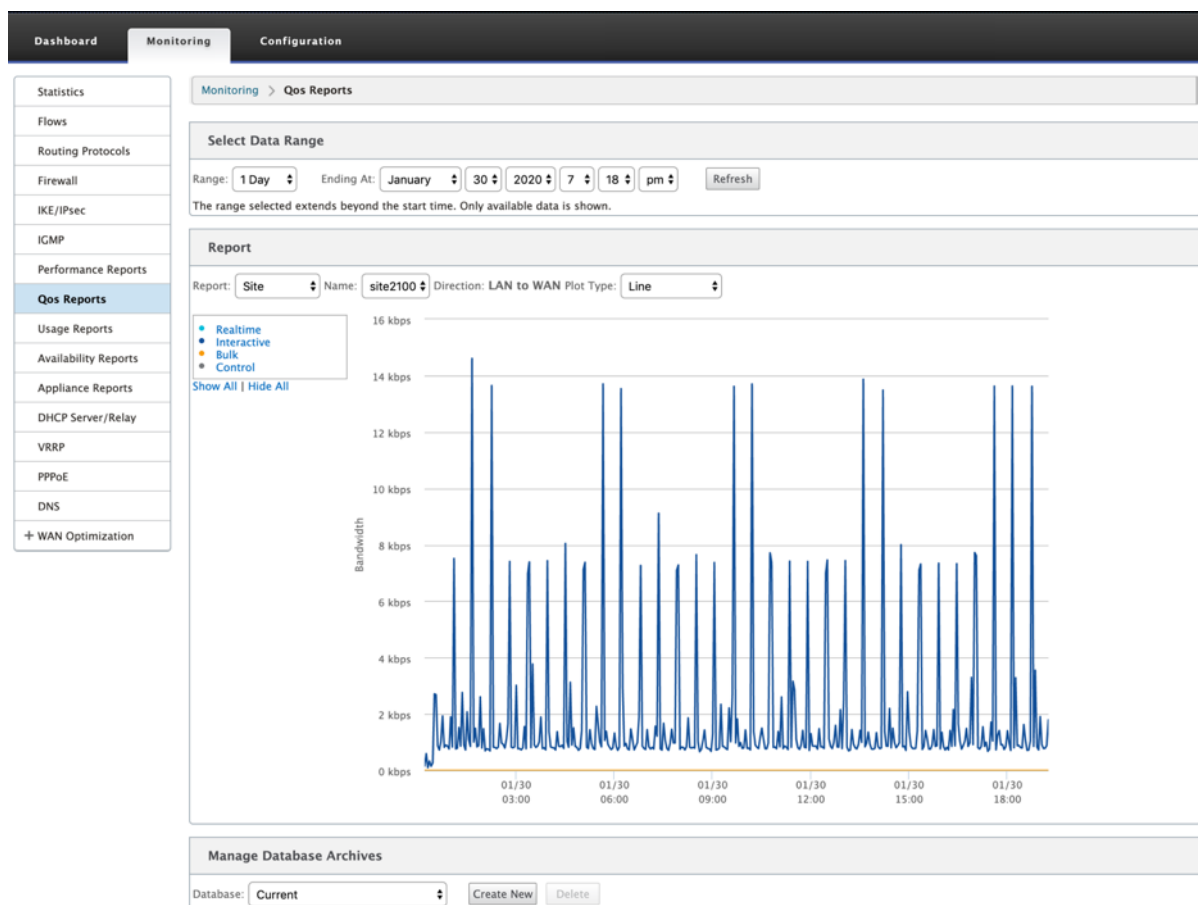 Dashboard Monitoring Configuration
Statistics
Flows
Routing Protocols
Firewall
IKE/IPsec
IGMP
Performance Reports
Qos Reports
Usage Reports
Availability Reports
Appliance Reports
DHCP Server/Relay
VRRP
PPPoE
DNS
+ WAN Optimization
Monitoring > Qos Reports
Select Data Range
Range: 1 Day Ending At: January 30 2020 7 18 pm Refresh
The range selected extends beyond the start time. Only available data is shown.
Report
Report: Site Name: site2100 Direction: LAN to WAN Plot Type: Line
Realtime
Interactive
Bulk
Control
Show All | Hide All
Bandwidth
16 kbps
14 kbps
12 kbps
10 kbps
8 kbps
6 kbps
4 kbps
2 kbps
0 kbps
01/30 01/30 01/30 01/30 01/30 01/30
03:00 06:00 09:00 12:00 15:00 18:00
Manage Database Archives
Database: Current Create New Delete